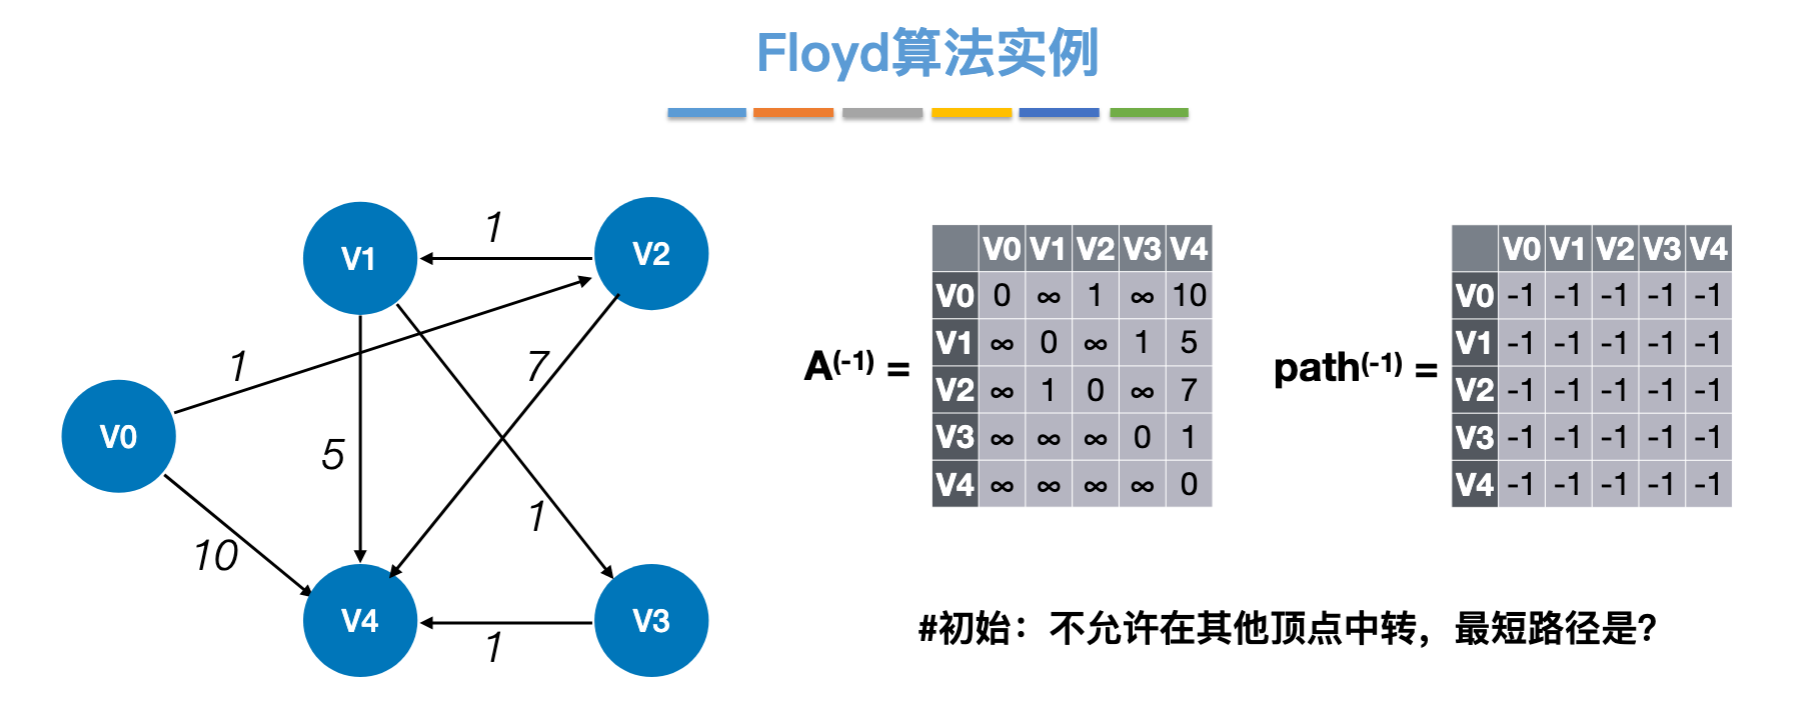 Floyd算法实例
V1
1
V2
1
7
V0
5
10
1
V4
1
V3
A(-1) =
V0 V1 V2 V3 V4
V0 0 ∞ 1 ∞ 10
V1 ∞ 0 ∞ 1 5
V2 ∞ 1 0 ∞ 7
V3 ∞ ∞ ∞ 0 1
V4 ∞ ∞ ∞ ∞ 0
path(-1) =
V0 V1 V2 V3 V4
V0 -1 -1 -1 -1 -1
V1 -1 -1 -1 -1 -1
V2 -1 -1 -1 -1 -1
V3 -1 -1 -1 -1 -1
V4 -1 -1 -1 -1 -1
#初始：不允许在其他顶点中转，最短路径是？